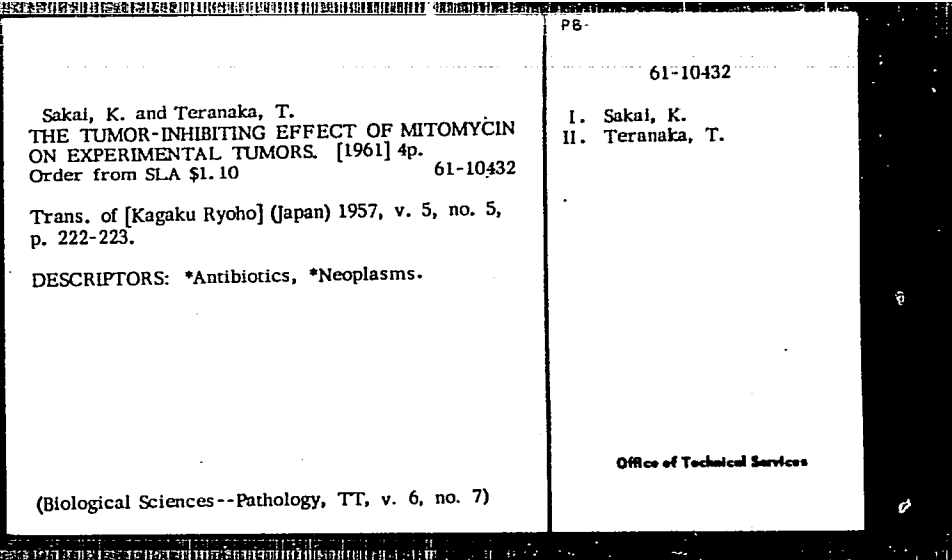 Sakai, K. and Teranaka, T.
THE TUMOR-INHIBITING EFFECT OF MITOMYCIN
ON EXPERIMENTAL TUMORS. [1961] 4p.
Order from SLA $1.10 61-10432
Trans. of [Kagaku Ryoho] (Japan) 1957, v. 5, no. 5,
p. 222-223.
DESCRIPTORS: *Antibiotics, *Neoplasms.
(Biological Sciences--Pathology, TT, v. 6, no. 7)
PB-
61-10432
I. Sakai, K.
II. Teranaka, T.
Office of Technical Services